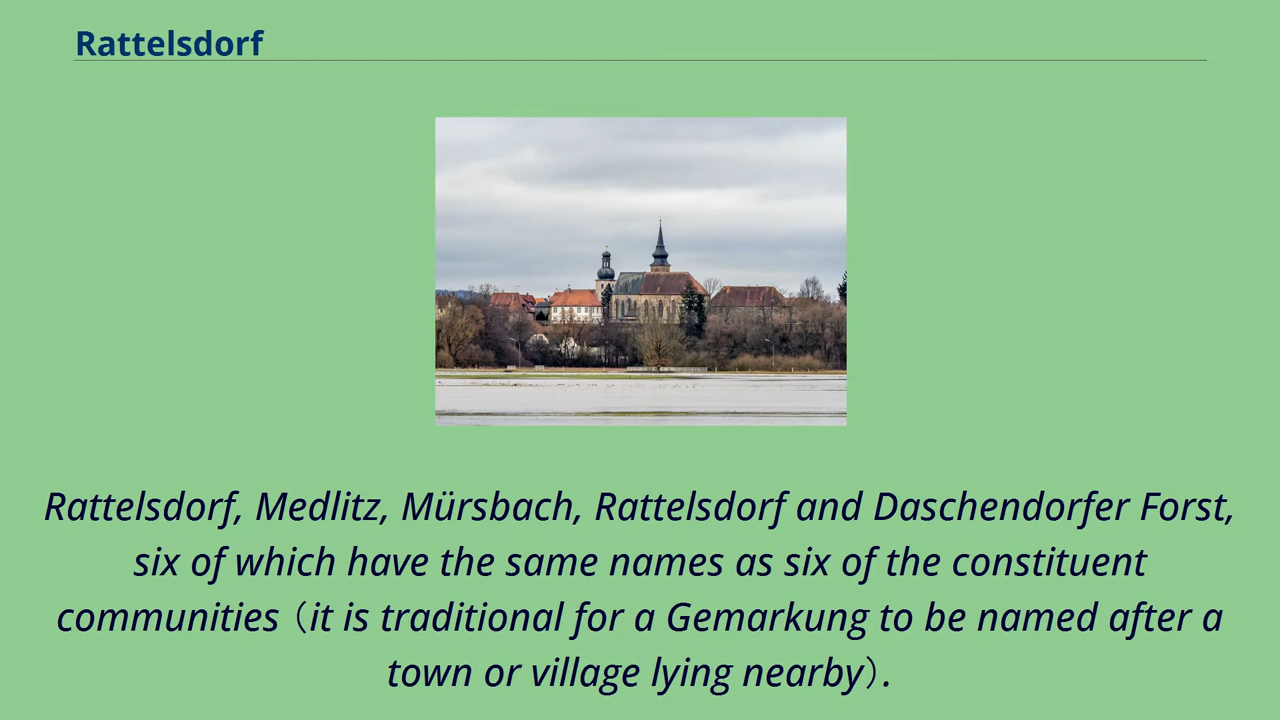 Rattelsdorf
Rattelsdorf, Medlitz, Mürsbach, Rattelsdorf and Daschendorfer Forst,
six of which have the same names as six of the constituent
communities（it is traditional for a Gemarkung to be named after a
town or village lying nearby）.